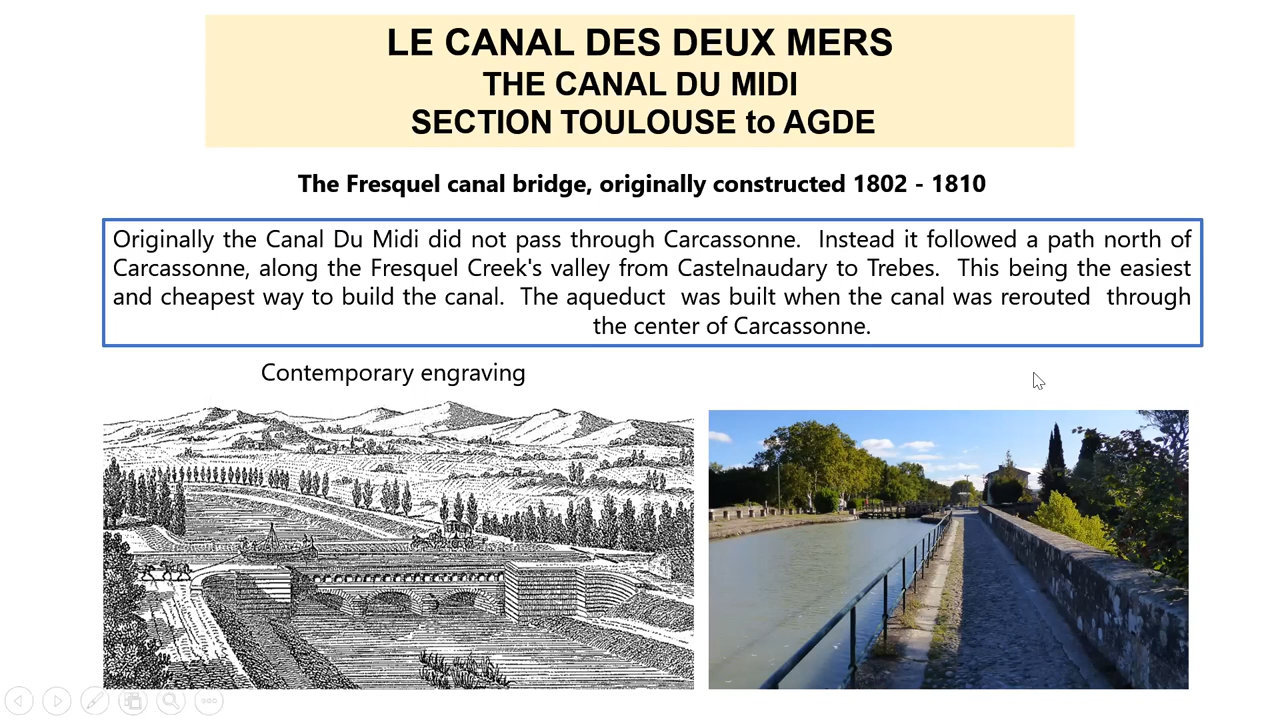 LE CANAL DES DEUX MERS
THE CANAL DU MIDI
SECTION TOULOUSE to AGDE
The Fresquel canal bridge, originally constructed 1802 - 1810
Originally the Canal Du Midi did not pass through Carcassonne. Instead it followed a path north of
Carcassonne, along the Fresquel Creek's valley from Castelnaudary to Trebes. This being the easiest
and cheapest way to build the canal. The aqueduct was built when the canal was rerouted through
the center of Carcassonne.
Contemporary engraving